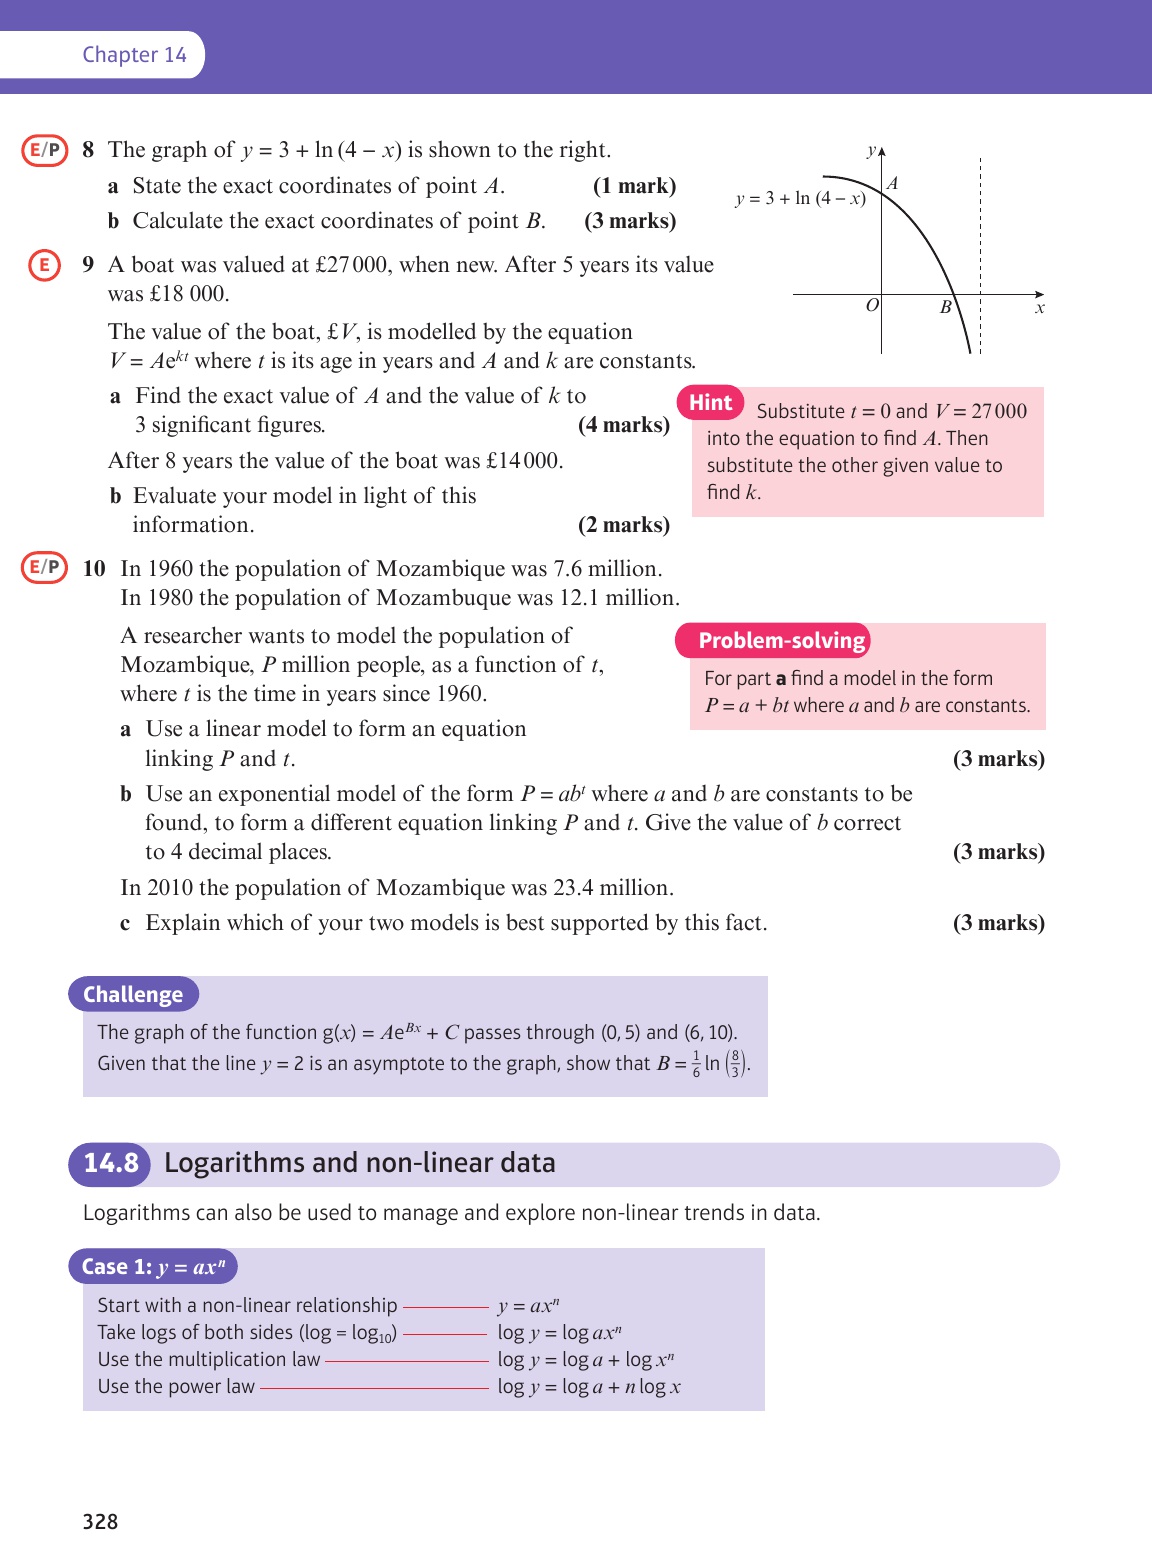 Chapter 14
E/P 8 The graph of y = 3 + ln (4 − x) is shown to the right.
a State the exact coordinates of point A. (1 mark)
b Calculate the exact coordinates of point B. (3 marks)
y
A
y = 3 + ln (4 − x)
O
B
x
E 9 A boat was valued at £27 000, when new. After 5 years its value
was £18 000.
The value of the boat, £V, is modelled by the equation
V = Ae^{kt} where t is its age in years and A and k are constants.
a Find the exact value of A and the value of k to
3 significant figures. (4 marks)
After 8 years the value of the boat was £14 000.
b Evaluate your model in light of this
information. (2 marks)
Hint Substitute t = 0 and V = 27 000
into the equation to find A. Then
substitute the other given value to
find k.
E/P 10 In 1960 the population of Mozambique was 7.6 million.
In 1980 the population of Mozambuque was 12.1 million.
A researcher wants to model the population of
Mozambique, P million people, as a function of t,
where t is the time in years since 1960.
Problem-solving
For part a find a model in the form
P = a + bt where a and b are constants.
a Use a linear model to form an equation
linking P and t. (3 marks)
b Use an exponential model of the form P = ab^t where a and b are constants to be
found, to form a different equation linking P and t. Give the value of b correct
to 4 decimal places. (3 marks)
In 2010 the population of Mozambique was 23.4 million.
c Explain which of your two models is best supported by this fact. (3 marks)
Challenge
The graph of the function g(x) = Ae^{Bx} + C passes through (0, 5) and (6, 10).
Given that the line y = 2 is an asymptote to the graph, show that B = 1/6 ln (8/3).
14.8 Logarithms and non-linear data
Logarithms can also be used to manage and explore non-linear trends in data.
Case 1: y = ax^n
Start with a non-linear relationship y = ax^n
Take logs of both sides (log = log₁₀) log y = log ax^n
Use the multiplication law log y = log a + log x^n
Use the power law log y = log a + n log x
328